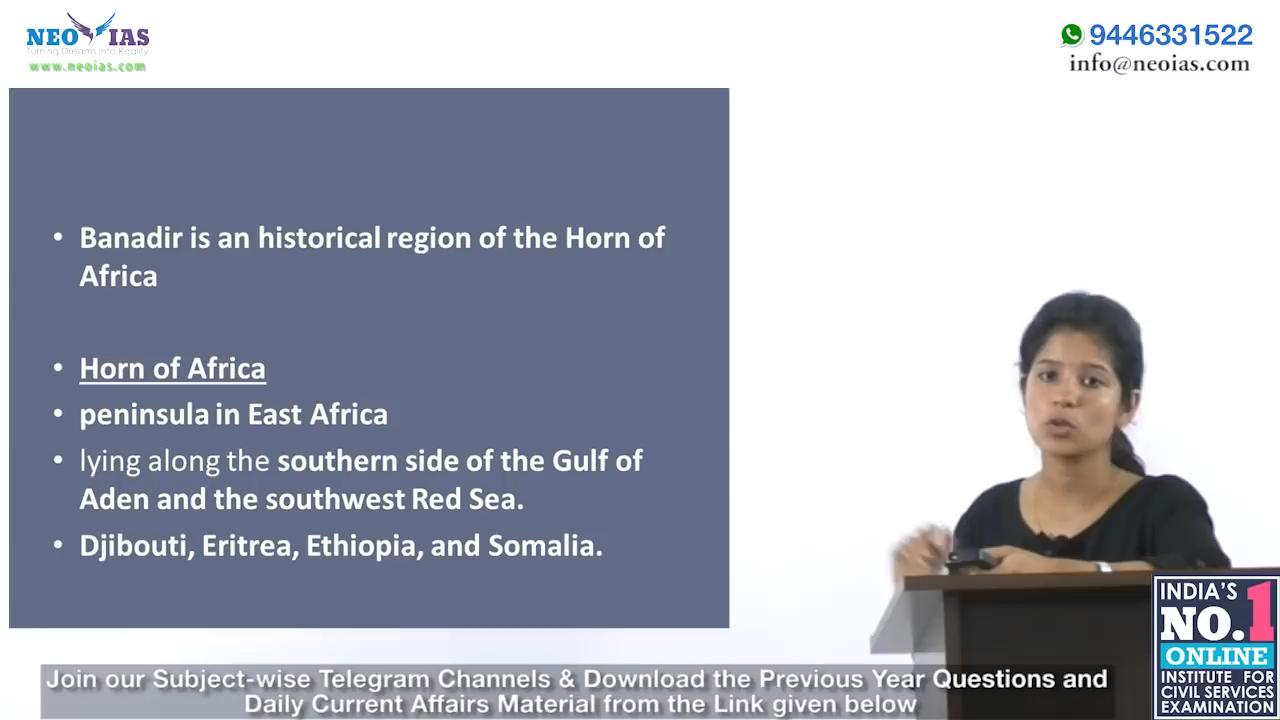 NEO IAS
Turning Dreams into Reality
www.neoias.com
9446331522
info@neoias.com
• Banadir is an historical region of the Horn of
Africa
• Horn of Africa
• peninsula in East Africa
• lying along the southern side of the Gulf of
Aden and the southwest Red Sea.
• Djibouti, Eritrea, Ethiopia, and Somalia.
INDIA'S
NO.1
ONLINE
INSTITUTE FOR
CIVIL SERVICES
EXAMINATION
Join our Subject-wise Telegram Channels & Download the Previous Year Questions and
Daily Current Affairs Material from the Link given below